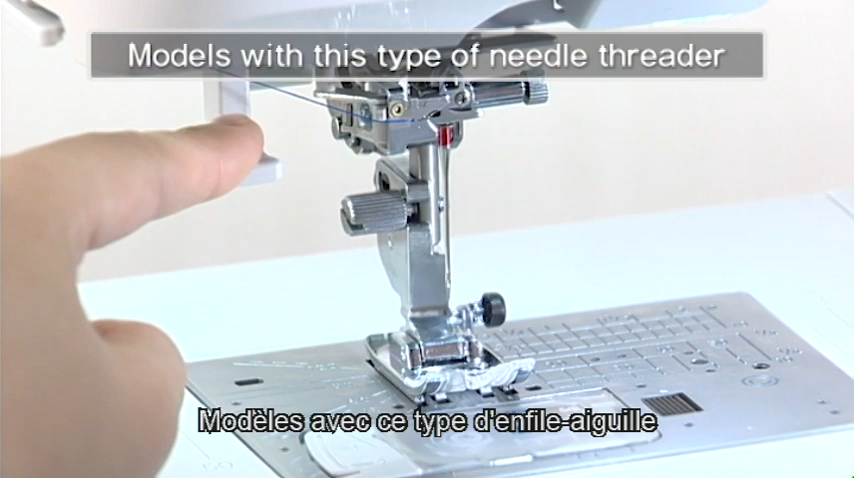 Models with this type of needle threader
Modèles avec ce type d'enfile-aiguille